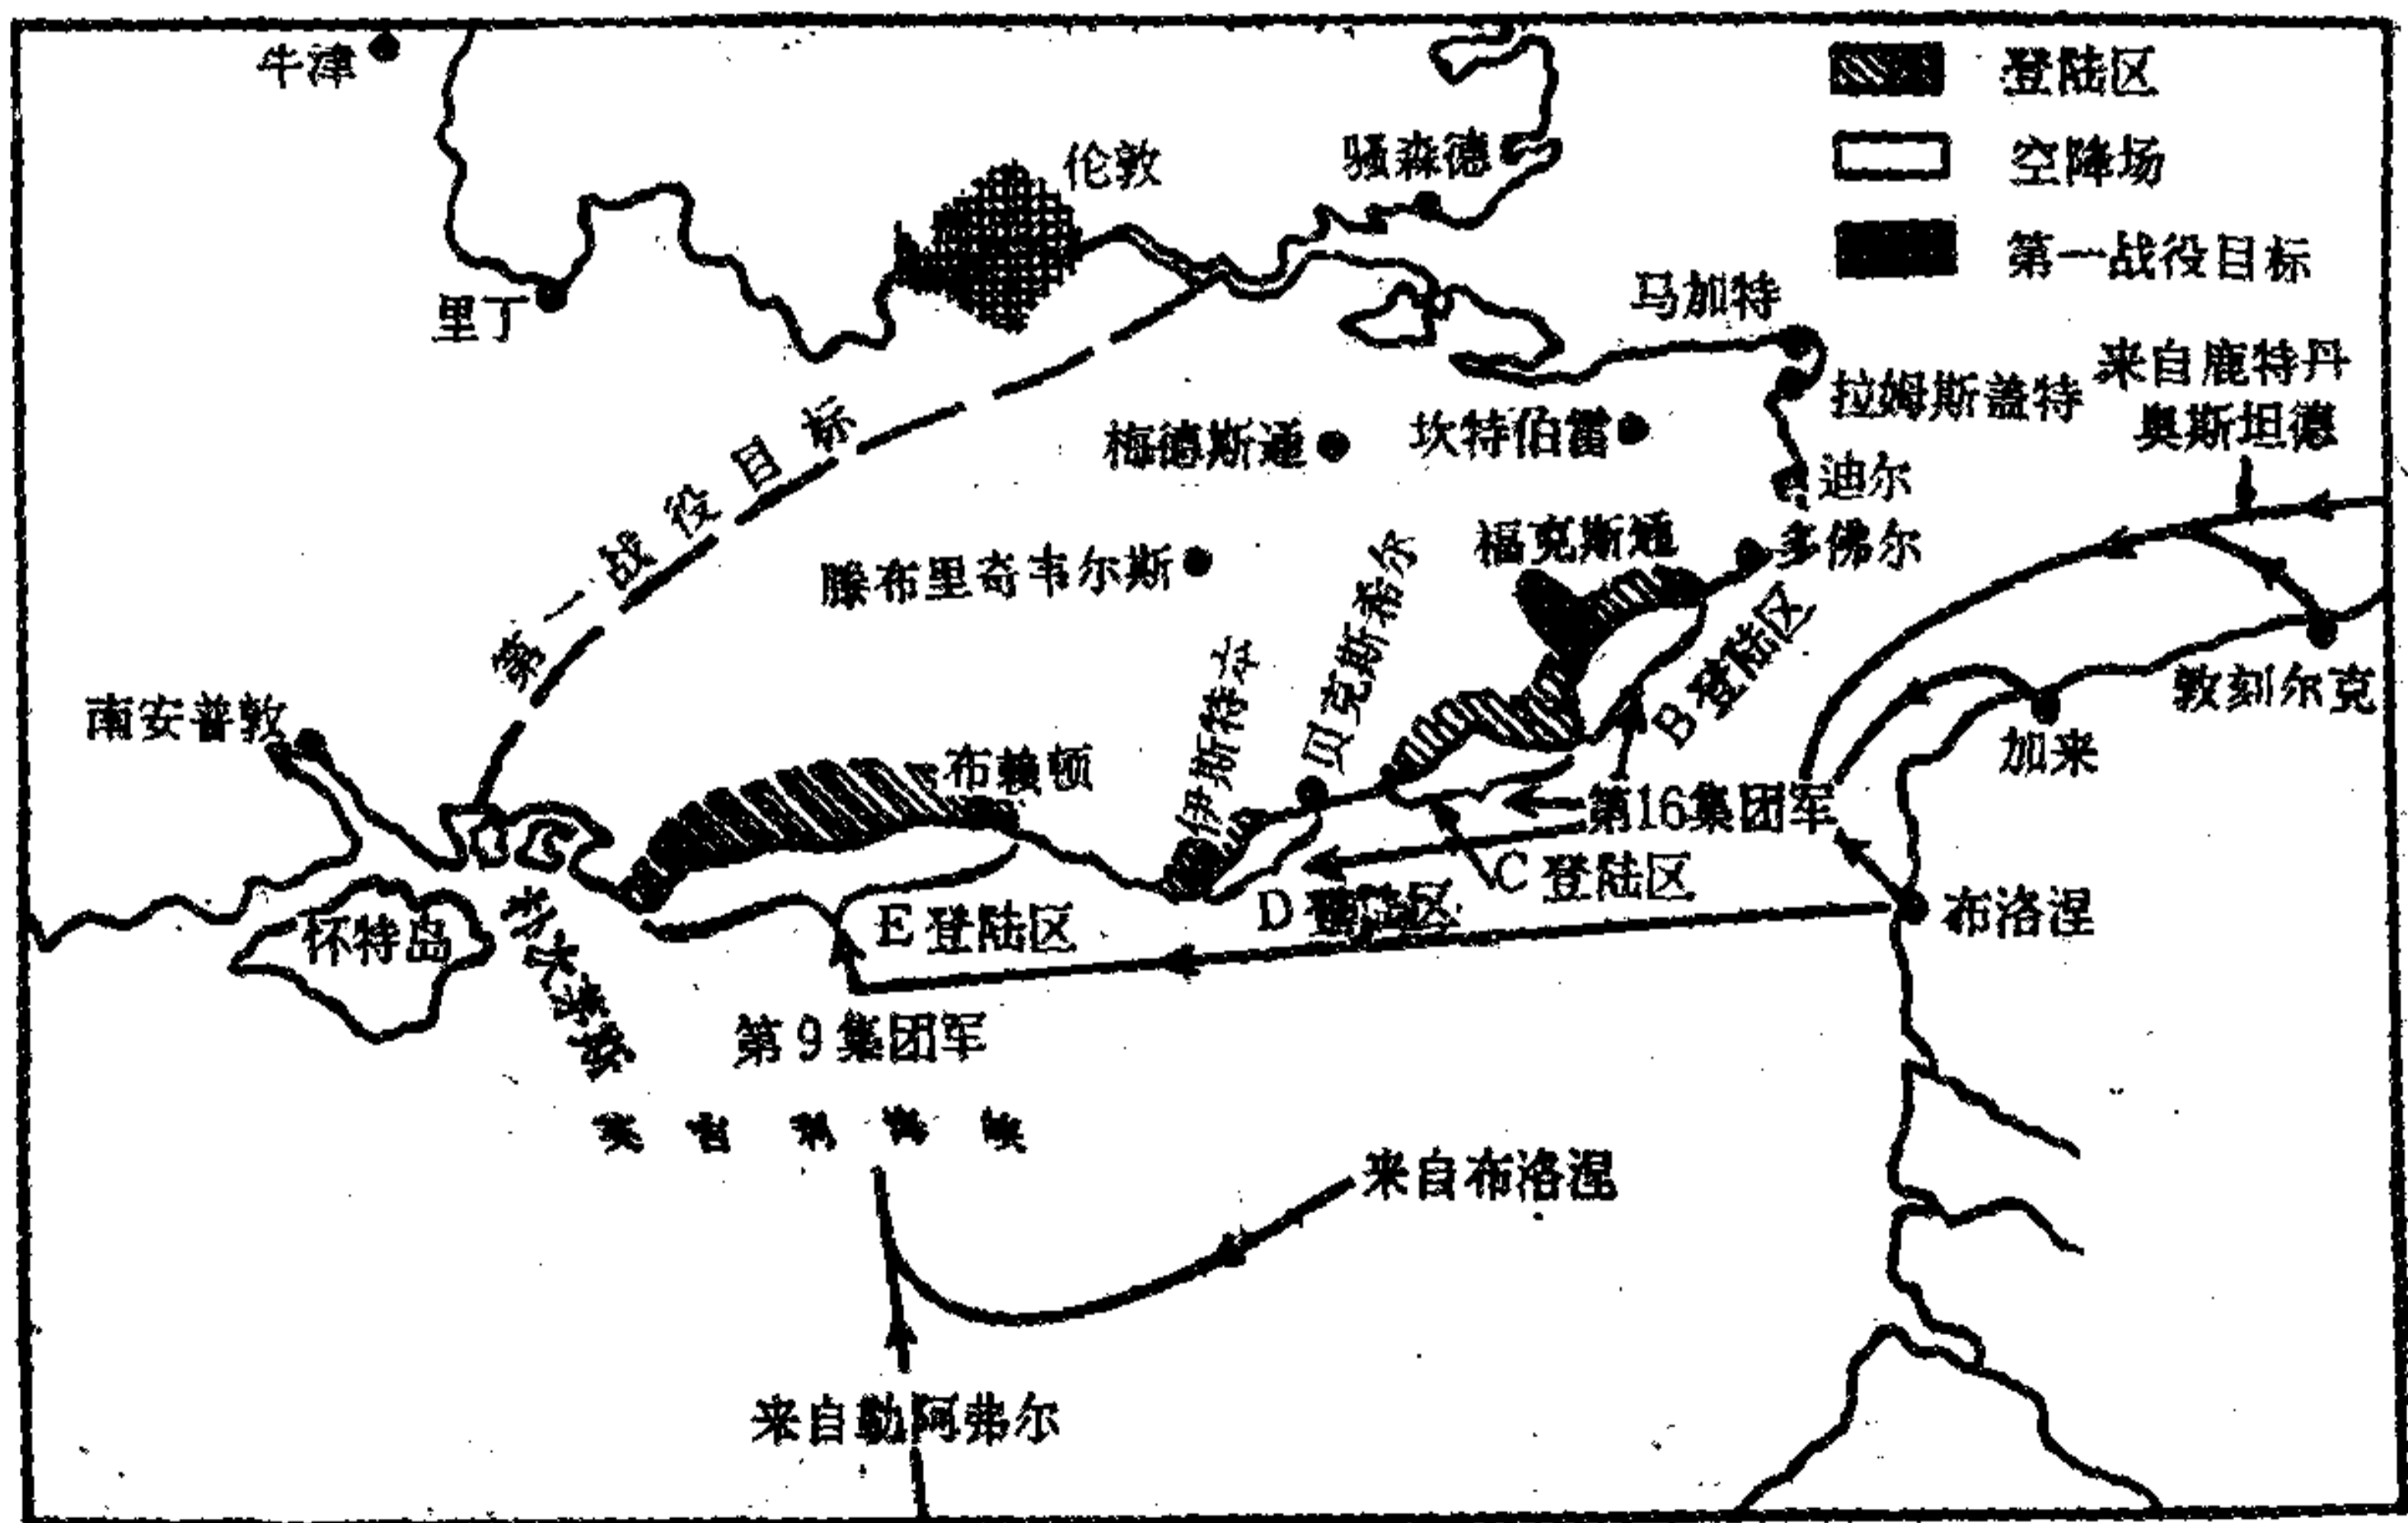 牛津
登陆区
伦敦
骚森德
空降场
第一战役目标
里丁
马加特
来自鹿特丹
奥斯坦德
拉姆斯盖特
梅德斯通
坎特伯雷
迪尔
第一战役目标
福克斯通
多佛尔
滕布里奇韦尔斯
贝克斯希尔
B登陆区
敦刻尔克
南安普敦
加来
布赖顿
第16集团军
C登陆区
D登陆区
E登陆区
布洛涅
怀特岛
第9集团军
英吉利海峡
来自布洛涅
来自勒阿弗尔